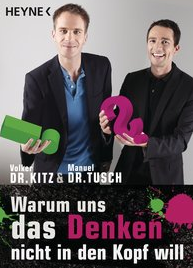 HEYNE <
Volker Manuel
DR. KITZ & DR. TUSCH
Warum uns
das Denken
nicht in den Kopf will